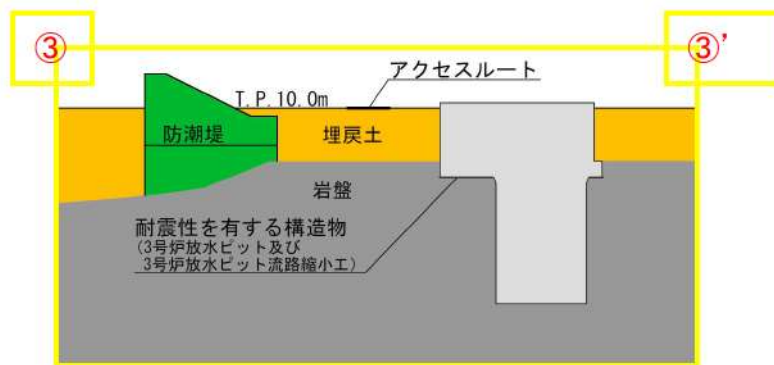 ③
③’
アクセスルート
T.P.10.0m
防潮堤
埋戻土
岩盤
耐震性を有する構造物
(3号炉放水ピット及び
3号炉放水ピット流路縮小工)